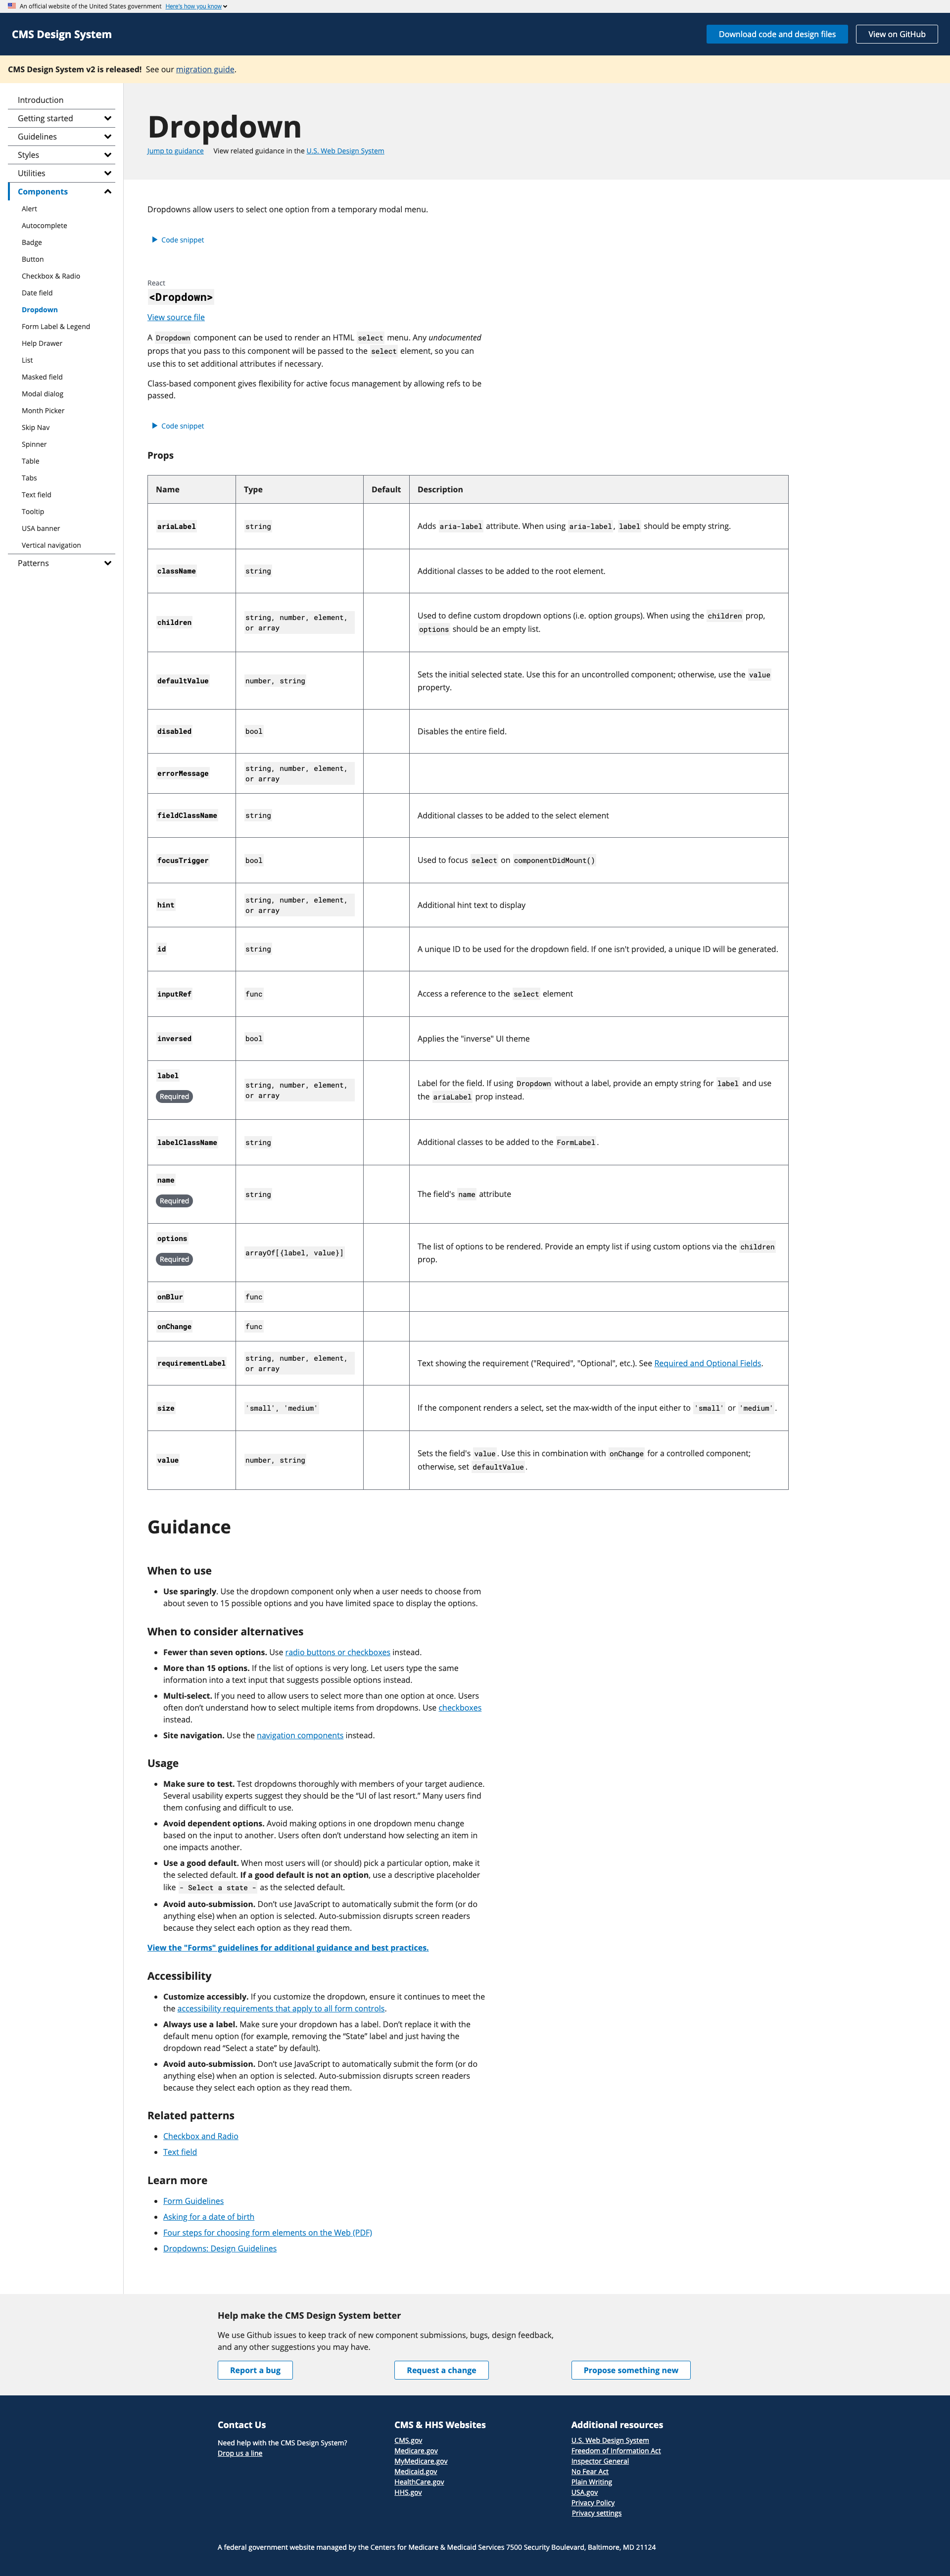 An official website of the United States government Here's how you know
CMS Design System
Download code and design files
View on GitHub
CMS Design System v2 is released! See our migration guide.
Introduction
Getting started
Guidelines
Styles
Utilities
Components
Alert
Autocomplete
Badge
Button
Checkbox & Radio
Date field
Dropdown
Form Label & Legend
Help Drawer
List
Masked field
Modal dialog
Month Picker
Skip Nav
Spinner
Table
Tabs
Text field
Tooltip
USA banner
Vertical navigation
Patterns
Dropdown
Jump to guidance View related guidance in the U.S. Web Design System
Dropdowns allow users to select one option from a temporary modal menu.
Code snippet
React
<Dropdown>
View source file
A Dropdown component can be used to render an HTML select menu. Any undocumented
props that you pass to this component will be passed to the select element, so you can
use this to set additional attributes if necessary.
Class-based component gives flexibility for active focus management by allowing refs to be
passed.
Code snippet
Props
Name Type Default Description
ariaLabel string Adds aria-label attribute. When using aria-label, label should be empty string.
className string Additional classes to be added to the root element.
children string, number, element, or array Used to define custom dropdown options (i.e. option groups). When using the children prop,
options should be an empty list.
defaultValue number, string Sets the initial selected state. Use this for an uncontrolled component; otherwise, use the value
property.
disabled bool Disables the entire field.
errorMessage string, number, element,
or array
fieldClassName string Additional classes to be added to the select element
focusTrigger bool Used to focus select on componentDidMount()
hint string, number, element, or array Additional hint text to display
id string A unique ID to be used for the dropdown field. If one isn't provided, a unique ID will be generated.
inputRef func Access a reference to the select element
inversed bool Applies the "inverse" UI theme
label
Required
string, number, element, or array Label for the field. If using Dropdown without a label, provide an empty string for label and use
the ariaLabel prop instead.
labelClassName string Additional classes to be added to the FormLabel.
name
Required
string The field's name attribute
options
Required
arrayOf[{label, value}] The list of options to be rendered. Provide an empty list if using custom options via the children
prop.
onBlur func
onChange func
requirementLabel string, number, element, or array Text showing the requirement ("Required", "Optional", etc.). See Required and Optional Fields.
size 'small', 'medium' If the component renders a select, set the max-width of the input either to 'small' or 'medium'.
value number, string Sets the field's value. Use this in combination with onChange for a controlled component;
otherwise, set defaultValue.
Guidance
When to use
Use sparingly. Use the dropdown component only when a user needs to choose from
about seven to 15 possible options and you have limited space to display the options.
When to consider alternatives
Fewer than seven options. Use radio buttons or checkboxes instead.
More than 15 options. If the list of options is very long. Let users type the same
information into a text input that suggests possible options instead.
Multi-select. If you need to allow users to select more than one option at once. Users
often don't understand how to select multiple items from dropdowns. Use checkboxes
instead.
Site navigation. Use the navigation components instead.
Usage
Make sure to test. Test dropdowns thoroughly with members of your target audience.
Several usability experts suggest they should be the “UI of last resort.” Many users find
them confusing and difficult to use.
Avoid dependent options. Avoid making options in one dropdown menu change
based on the input to another. Users often don’t understand how selecting an item in
one impacts another.
Use a good default. When most users will (or should) pick a particular option, make it
the selected default. If a good default is not an option, use a descriptive placeholder
like - Select a state - as the selected default.
Avoid auto-submission. Don’t use JavaScript to automatically submit the form (or do
anything else) when an option is selected. Auto-submission disrupts screen readers
because they select each option as they read them.
View the "Forms" guidelines for additional guidance and best practices.
Accessibility
Customize accessibly. If you customize the dropdown, ensure it continues to meet the
the accessibility requirements that apply to all form controls.
Always use a label. Make sure your dropdown has a label. Don’t replace it with the
default menu option (for example, removing the “State” label and just having the
dropdown read “Select a state” by default).
Avoid auto-submission. Don’t use JavaScript to automatically submit the form (or do
anything else) when an option is selected. Auto-submission disrupts screen readers
because they select each option as they read them.
Related patterns
Checkbox and Radio
Text field
Learn more
Form Guidelines
Asking for a date of birth
Four steps for choosing form elements on the Web (PDF)
Dropdowns: Design Guidelines
Help make the CMS Design System better
We use Github issues to keep track of new component submissions, bugs, design feedback,
and any other suggestions you may have.
Report a bug
Request a change
Propose something new
Contact Us
Need help with the CMS Design System?
Drop us a line
CMS & HHS Websites
CMS.gov
Medicare.gov
MyMedicare.gov
Medicaid.gov
HealthCare.gov
HHS.gov
Additional resources
U.S. Web Design System
Freedom of Information Act
Inspector General
No Fear Act
Plain Writing
USA.gov
Privacy Policy
Privacy settings
A federal government website managed by the Centers for Medicare & Medicaid Services 7500 Security Boulevard, Baltimore, MD 21124